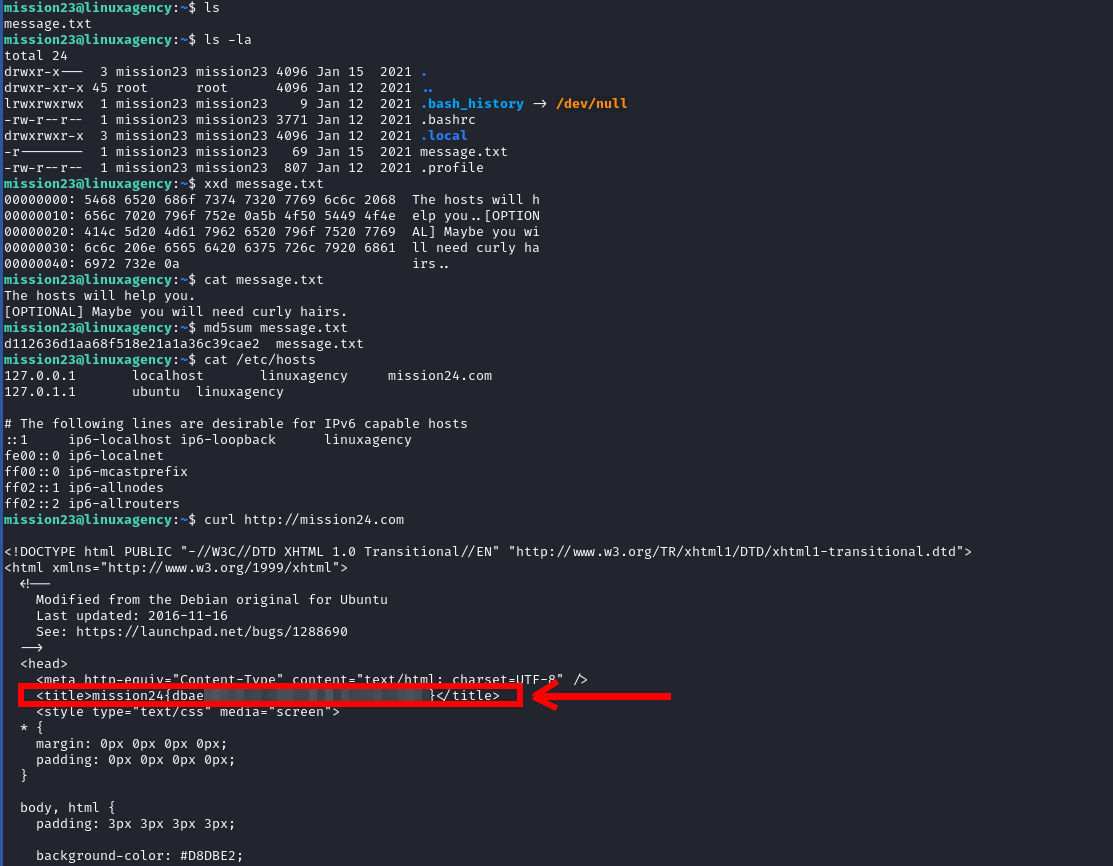 mission23@linuxagency:~$ ls
message.txt
mission23@linuxagency:~$ ls -la
total 24
drwxr-x--- 3 mission23 mission23 4096 Jan 15 2021 .
drwxr-xr-x 45 root root 4096 Jan 12 2021 ..
lrwxrwxrwx 1 mission23 mission23 9 Jan 12 2021 .bash_history -> /dev/null
-rw-r--r-- 1 mission23 mission23 3771 Jan 12 2021 .bashrc
drwxrwxr-x 3 mission23 mission23 4096 Jan 12 2021 .local
-r-------- 1 mission23 mission23 69 Jan 15 2021 message.txt
-rw-r--r-- 1 mission23 mission23 807 Jan 12 2021 .profile
mission23@linuxagency:~$ xxd message.txt
00000000: 5468 6520 686f 7374 7320 7769 6c6c 2068 The hosts will h
00000010: 656c 7020 796f 752e 0a5b 4f50 5449 4f4e elp you..[OPTION
00000020: 414c 5d20 4d61 7962 6520 796f 7520 7769 AL] Maybe you wi
00000030: 6c6c 206e 6565 6420 6375 726c 7920 6861 ll need curly ha
00000040: 6972 732e 0a irs..
mission23@linuxagency:~$ cat message.txt
The hosts will help you.
[OPTIONAL] Maybe you will need curly hairs.
mission23@linuxagency:~$ md5sum message.txt
d112636d1aa68f518e21a1a36c39cae2 message.txt
mission23@linuxagency:~$ cat /etc/hosts
127.0.0.1 localhost linuxagency mission24.com
127.0.1.1 ubuntu linuxagency
# The following lines are desirable for IPv6 capable hosts
::1 ip6-localhost ip6-loopback linuxagency
fe00::0 ip6-localnet
ff00::0 ip6-mcastprefix
ff02::1 ip6-allnodes
ff02::2 ip6-allrouters
mission23@linuxagency:~$ curl http://mission24.com
<!DOCTYPE html PUBLIC "-//W3C//DTD XHTML 1.0 Transitional//EN" "http://www.w3.org/TR/xhtml1/DTD/xhtml1-transitional.dtd">
<html xmlns="http://www.w3.org/1999/xhtml">
<!--
Modified from the Debian original for Ubuntu
Last updated: 2016-11-16
See: https://launchpad.net/bugs/1288690
-->
<head>
<meta http-equiv="Content-Type" content="text/html; charset=UTF-8" />
<title>mission24{dbae }</title>
<style type="text/css" media="screen">
* {
margin: 0px 0px 0px 0px;
padding: 0px 0px 0px 0px;
}
body, html {
padding: 3px 3px 3px 3px;
background-color: #D8DBE2;